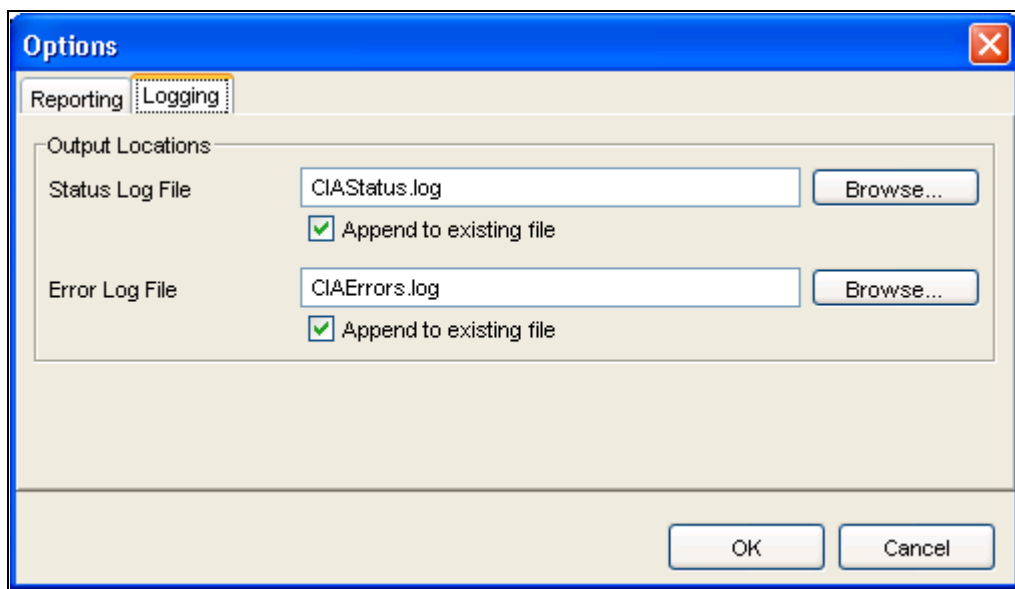 Options
Reporting Logging
Output Locations
Status Log File CIAStatus.log Browse...
Append to existing file
Error Log File CIAErrors.log Browse...
Append to existing file
OK Cancel